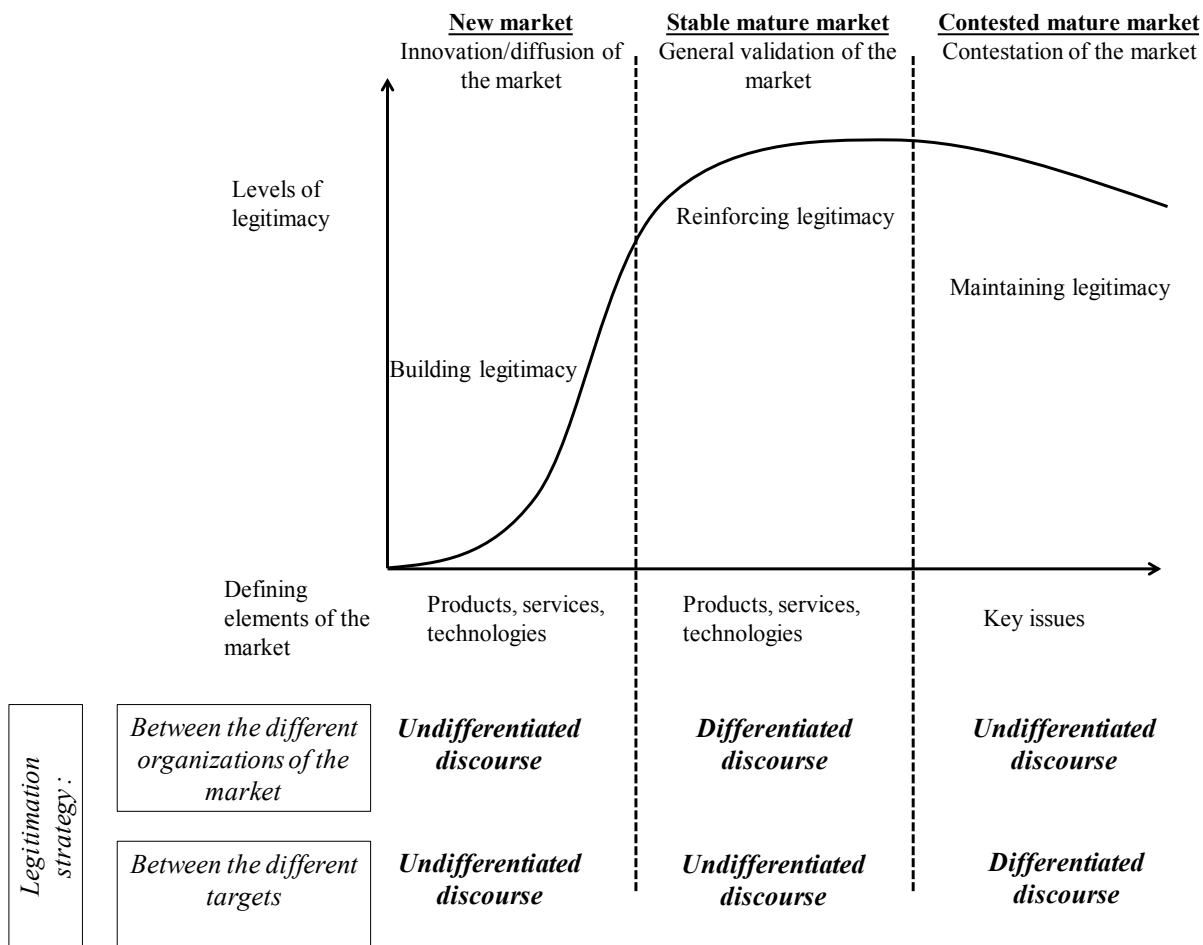 New market
Innovation/diffusion of
the market
Stable mature market
General validation of the
market
Contested mature market
Contestation of the market
Levels of
legitimacy
Building legitimacy
Reinforcing legitimacy
Maintaining legitimacy
Defining
elements of the
market
Products, services,
technologies
Products, services,
technologies
Key issues
Legitimation
strategy :
Between the different
organizations of the
market
Undifferentiated
discourse
Differentiated
discourse
Undifferentiated
discourse
Between the different
targets
Undifferentiated
discourse
Undifferentiated
discourse
Differentiated
discourse